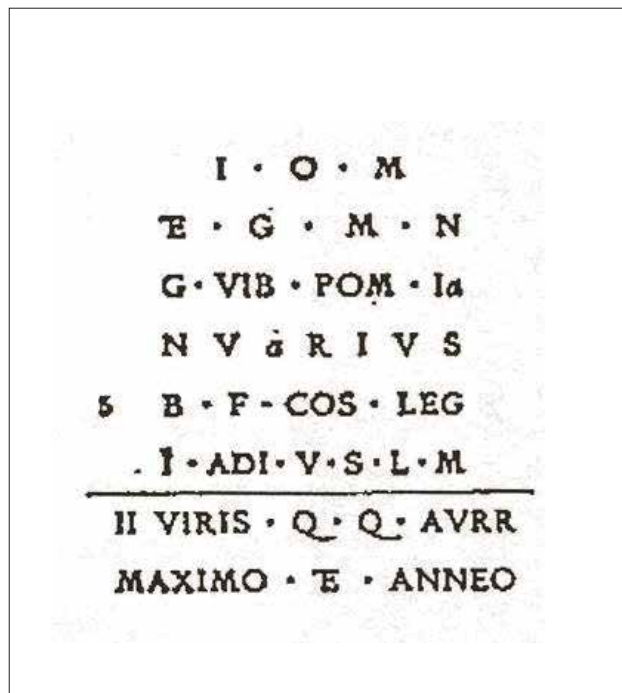 I · O · M
E · G · M · N
G · VIB · POM · Ia
N V a R I V S
5 B · F - COS · LEG
I · ADI · V · S · L · M
II VIRIS · Q · Q · AVRR
MAXIMO · E · ANNEO